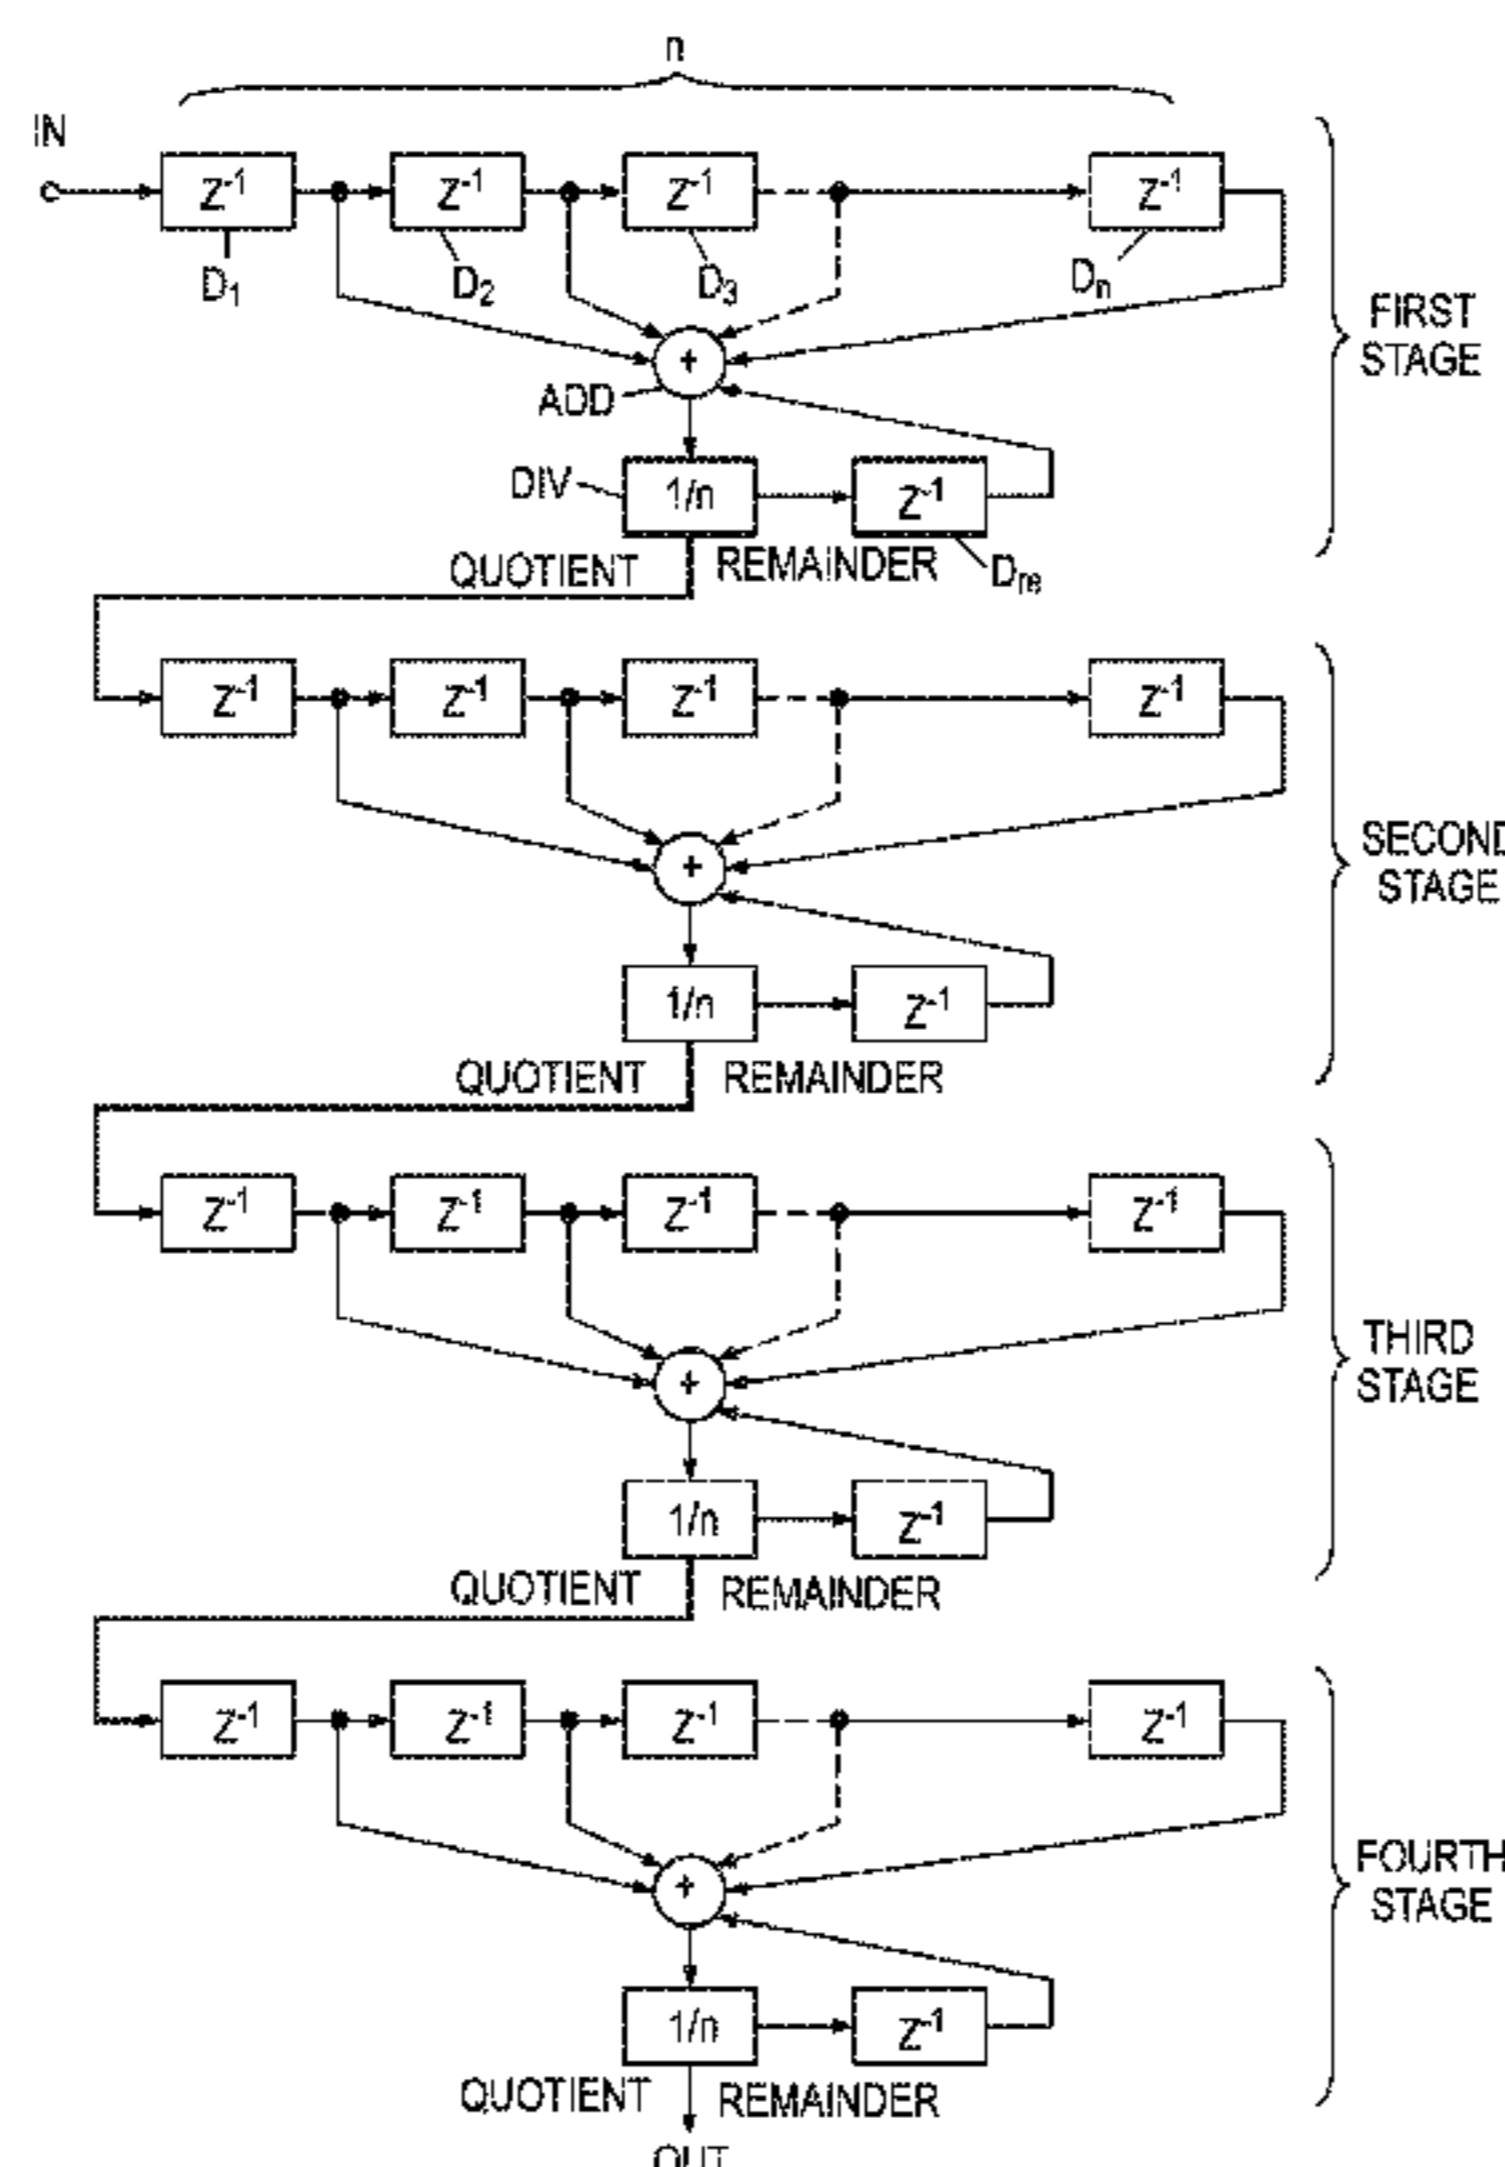 n
IN
Z-1 Z-1 Z-1 Z-1
D1 D2 D3 Dn
FIRST
STAGE
+
ADD
DIV 1/n Z-1
QUOTIENT REMAINDER Dre
Z-1 Z-1 Z-1 Z-1
SECOND
STAGE
+
1/n Z-1
QUOTIENT REMAINDER
Z-1 Z-1 Z-1 Z-1
THIRD
STAGE
+
1/n Z-1
QUOTIENT REMAINDER
Z-1 Z-1 Z-1 Z-1
FOURTH
STAGE
+
1/n Z-1
QUOTIENT REMAINDER
OUT